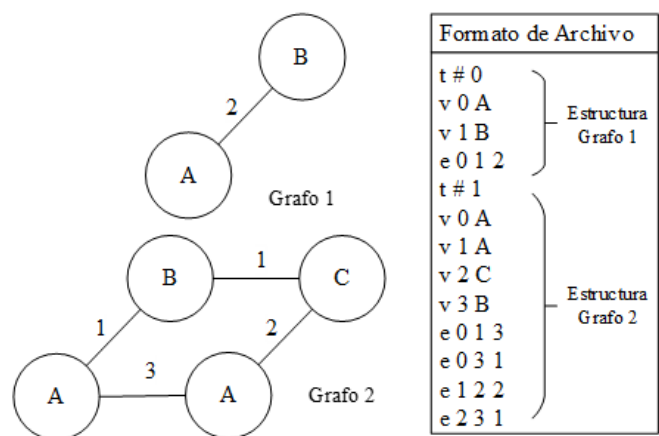 B
2
A
Grafo 1
B
1
C
1
2
A
3
A
Grafo 2
Formato de Archivo
t # 0
v 0 A
v 1 B
e 0 1 2
Estructura
Grafo 1
t # 1
v 0 A
v 1 A
v 2 C
v 3 B
e 0 1 3
e 0 3 1
e 1 2 2
e 2 3 1
Estructura
Grafo 2